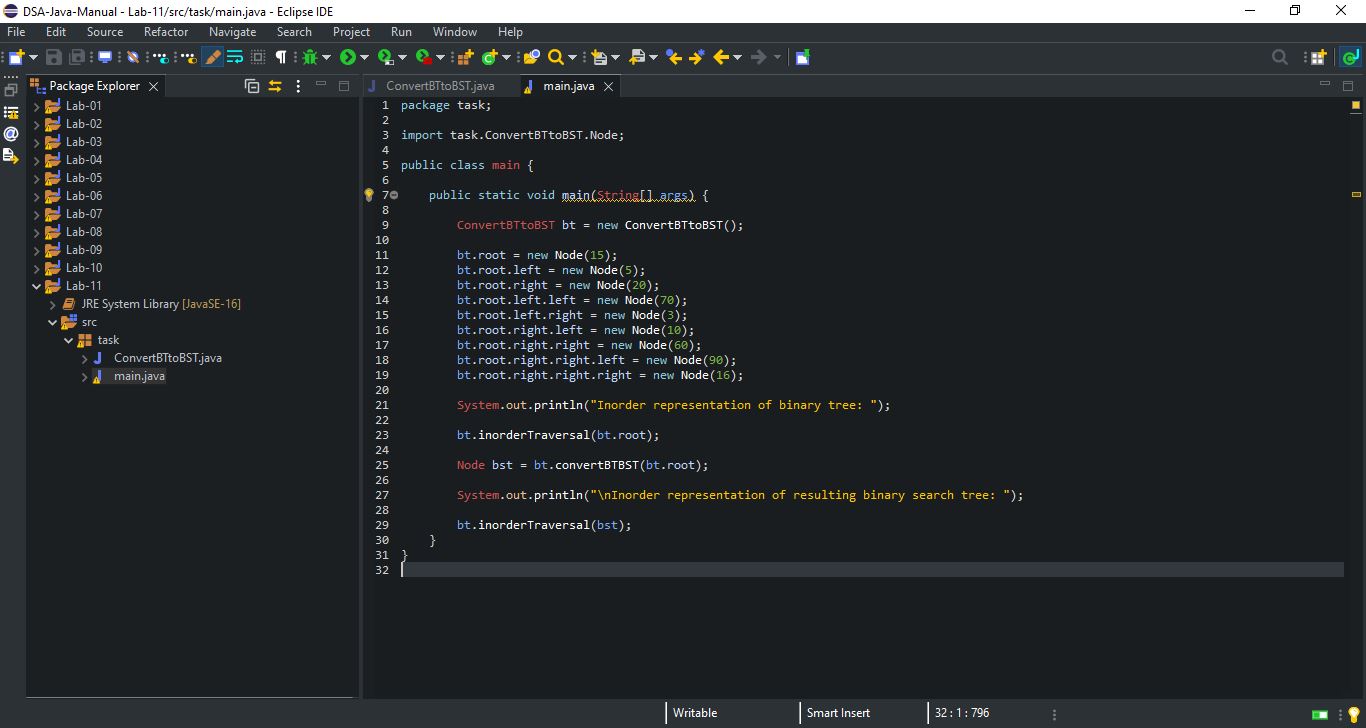 DSA-Java-Manual - Lab-11/src/task/main.java - Eclipse IDE
File Edit Source Refactor Navigate Search Project Run Window Help
Package Explorer
Lab-01
Lab-02
Lab-03
Lab-04
Lab-05
Lab-06
Lab-07
Lab-08
Lab-09
Lab-10
Lab-11
JRE System Library [JavaSE-16]
src
task
ConvertBTtoBST.java
main.java
ConvertBTtoBST.java main.java
1 package task;
2
3 import task.ConvertBTtoBST.Node;
4
5 public class main {
6
7 public static void main(String[] args) {
8
9 ConvertBTtoBST bt = new ConvertBTtoBST();
10
11 bt.root = new Node(15);
12 bt.root.left = new Node(5);
13 bt.root.right = new Node(20);
14 bt.root.left.left = new Node(70);
15 bt.root.left.right = new Node(3);
16 bt.root.right.left = new Node(10);
17 bt.root.right.right = new Node(60);
18 bt.root.right.right.left = new Node(90);
19 bt.root.right.right.right = new Node(16);
20
21 System.out.println("Inorder representation of binary tree: ");
22
23 bt.inorderTraversal(bt.root);
24
25 Node bst = bt.convertBTBST(bt.root);
26
27 System.out.println("\nInorder representation of resulting binary search tree: ");
28
29 bt.inorderTraversal(bst);
30 }
31 }
32
Writable Smart Insert 32 : 1 : 796